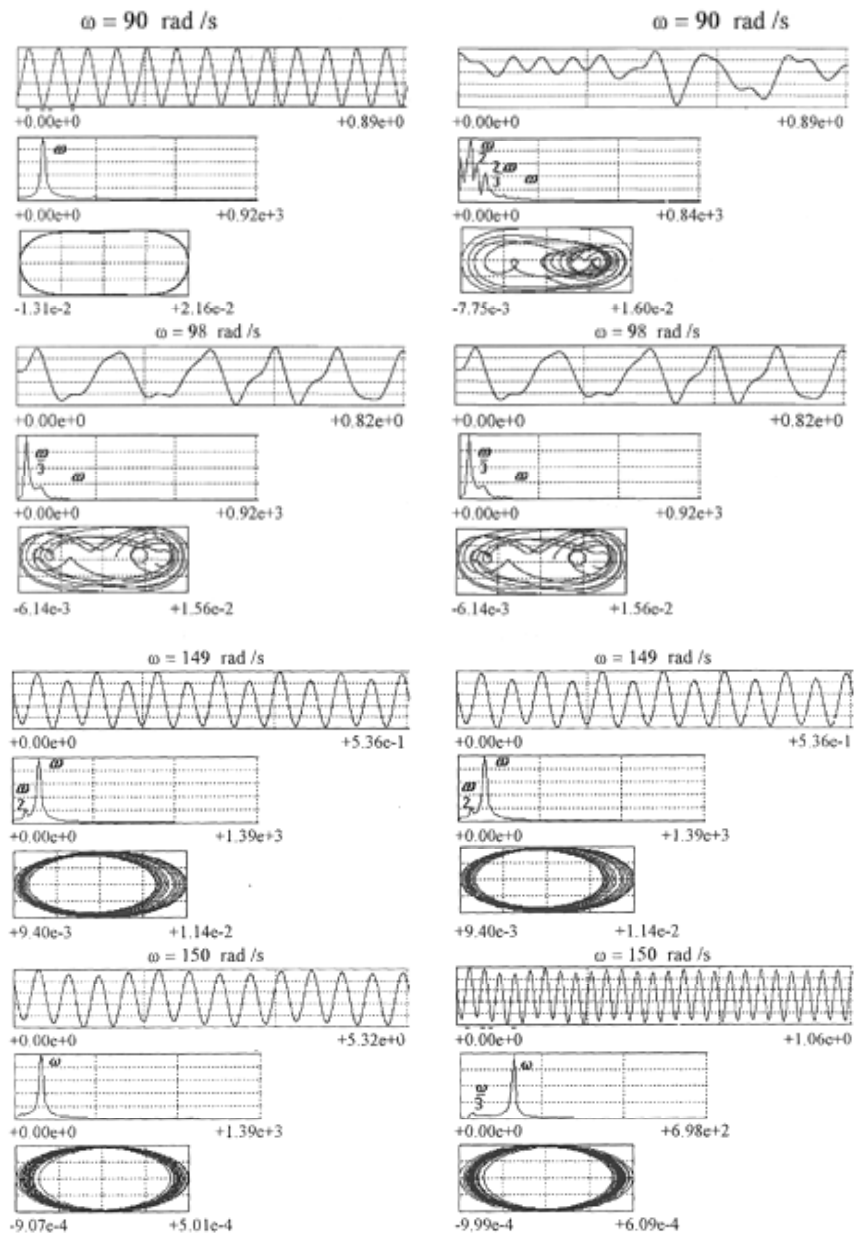 ω = 90 rad /s
+0.00e+0 +0.89e+0
ω
+0.00e+0 +0.92e+3
-1.31e-2 +2.16e-2
ω = 98 rad /s
+0.00e+0 +0.82e+0
ω
3
ω
+0.00e+0 +0.92e+3
-6.14e-3 +1.56e-2
ω = 149 rad /s
+0.00e+0 +5.36e-1
ω
ω
2
+0.00e+0 +1.39e+3
+9.40e-3 +1.14e-2
ω = 150 rad /s
+0.00e+0 +5.32e+0
ω
+0.00e+0 +1.39e+3
-9.07e-4 +5.01e-4
ω = 90 rad /s
+0.00e+0 +0.89e+0
ω
2
2 ω
3
ω
+0.00e+0 +0.84e+3
-7.75e-3 +1.60e-2
ω = 98 rad /s
+0.00e+0 +0.82e+0
ω
3
ω
+0.00e+0 +0.92e+3
-6.14e-3 +1.56e-2
ω = 149 rad /s
+0.00e+0 +5.36e-1
ω
ω
2
+0.00e+0 +1.39e+3
+9.40e-3 +1.14e-2
ω = 150 rad /s
+0.00e+0 +1.06e+0
ω
+0.00e+0 +6.98e+2
-9.99e-4 +6.09e-4